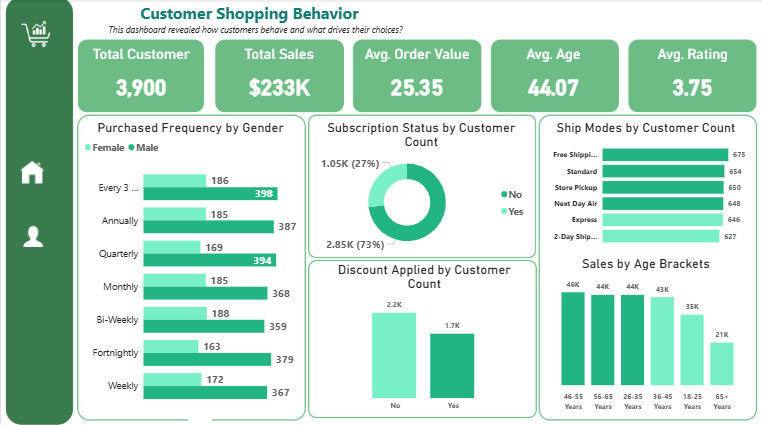 Customer Shopping Behavior
This dashboard revealed how customers behave and what drives their choices?
Total Customer
3,900
Total Sales
$233K
Avg. Order Value
25.35
Avg. Age
44.07
Avg. Rating
3.75
Purchased Frequency by Gender
Female Male
Every 3 ... 186
398
Annually 185
387
Quarterly 169
394
Monthly 185
368
Bi-Weekly 188
359
Fortnightly 163
379
Weekly 172
367
Subscription Status by Customer
Count
1.05K (27%)
No
Yes
2.85K (73%)
Discount Applied by Customer
Count
2.2K
1.7K
No Yes
Ship Modes by Customer Count
Free Shippi... 675
Standard 654
Store Pickup 650
Next Day Air 648
Express 646
2-Day Ship... 627
Sales by Age Brackets
46K 44K 44K 43K 35K 21K
46-55 56-65 26-35 36-45 18-25 65+
Years Years Years Years Years Years